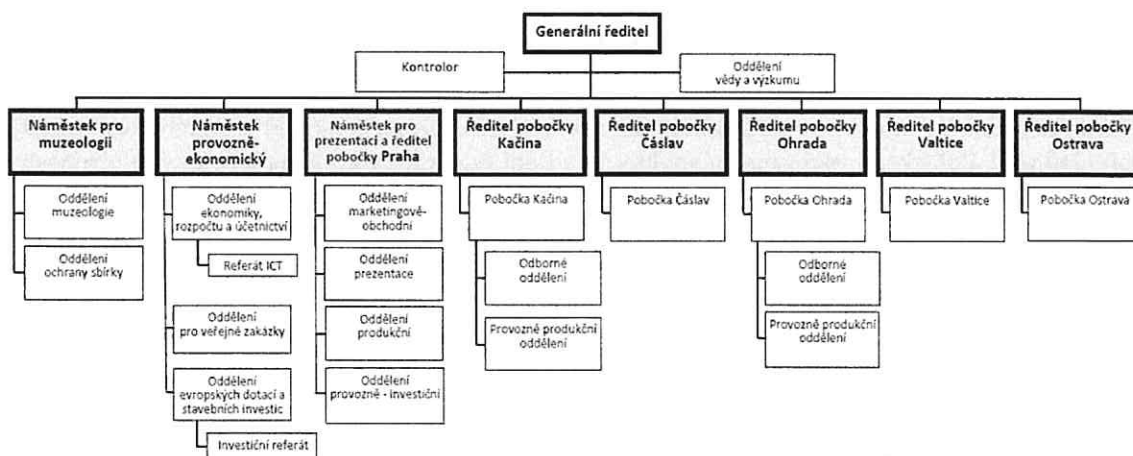 Generální ředitel
Kontrolor
Oddělení
vědy a výzkumu
Náměstek pro
muzeologii
Náměstek
provozně-
ekonomický
Náměstek pro
prezentaci a ředitel
pobočky Praha
Ředitel pobočky
Kačina
Ředitel pobočky
Čáslav
Ředitel pobočky
Ohrada
Ředitel pobočky
Valtice
Ředitel pobočky
Ostrava
Oddělení
muzeologie
Oddělení
ochrany sbírky
Oddělení
ekonomiky,
rozpočtu a účetnictví
Referát ICT
Oddělení
pro veřejné zakázky
Oddělení
evropských dotací a
stavebních investic
Investiční referát
Oddělení
marketingově-
obchodní
Oddělení
prezentace
Oddělení
produkční
Oddělení
provozně - investiční
Pobočka Kačina
Odborné
oddělení
Provozně produkční
oddělení
Pobočka Čáslav
Pobočka Ohrada
Odborné
oddělení
Provozně produkční
oddělení
Pobočka Valtice
Pobočka Ostrava